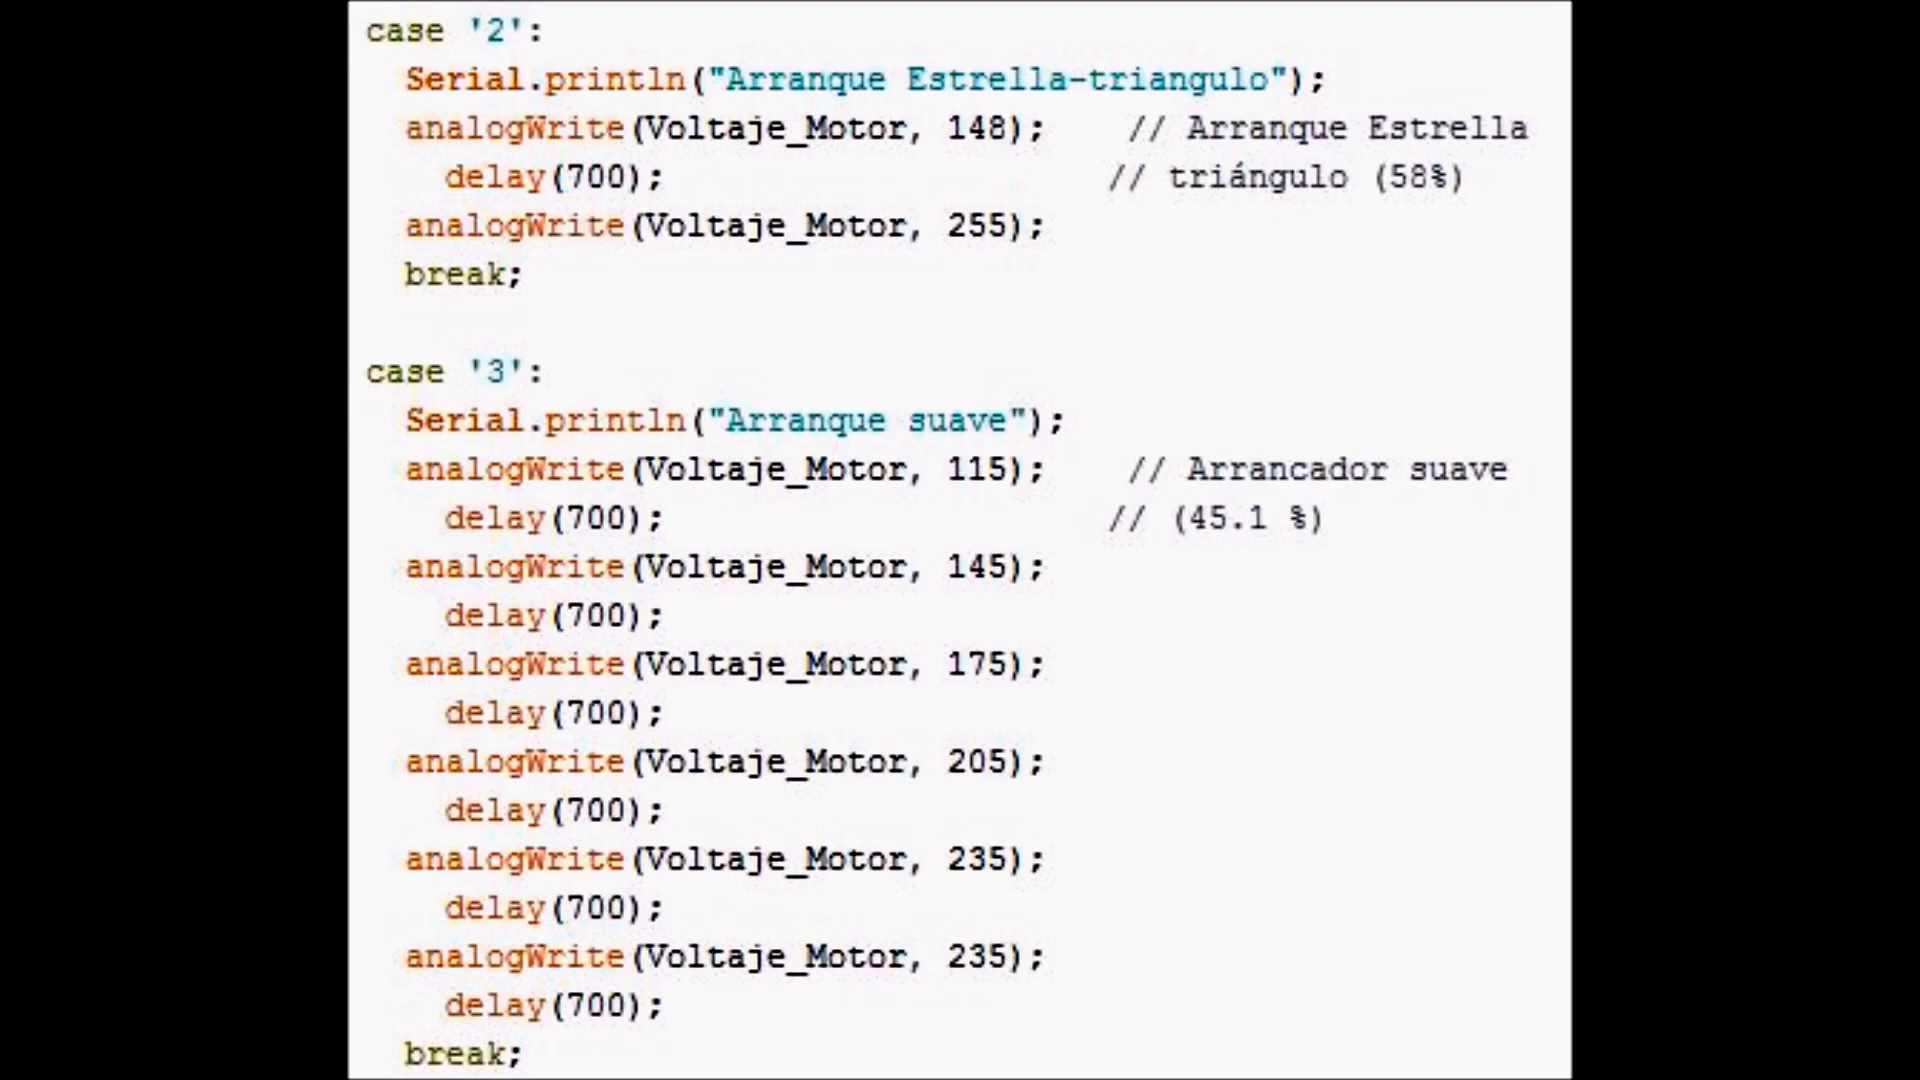 case '2':
Serial.println("Arranque Estrella-triangulo");
analogWrite(Voltaje_Motor, 148); // Arranque Estrella
delay(700); // triángulo (58%)
analogWrite(Voltaje_Motor, 255);
break;
case '3':
Serial.println("Arranque suave");
analogWrite(Voltaje_Motor, 115); // Arrancador suave
delay(700); // (45.1 %)
analogWrite(Voltaje_Motor, 145);
delay(700);
analogWrite(Voltaje_Motor, 175);
delay(700);
analogWrite(Voltaje_Motor, 205);
delay(700);
analogWrite(Voltaje_Motor, 235);
delay(700);
analogWrite(Voltaje_Motor, 235);
delay(700);
break;